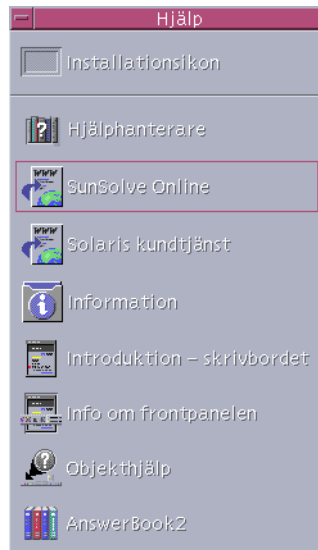 Hjälp
Installationsikon
Hjälphanterare
SunSolve Online
Solaris kundtjänst
Information
Introduktion – skrivbordet
Info om frontpanelen
Objekthjälp
AnswerBook2